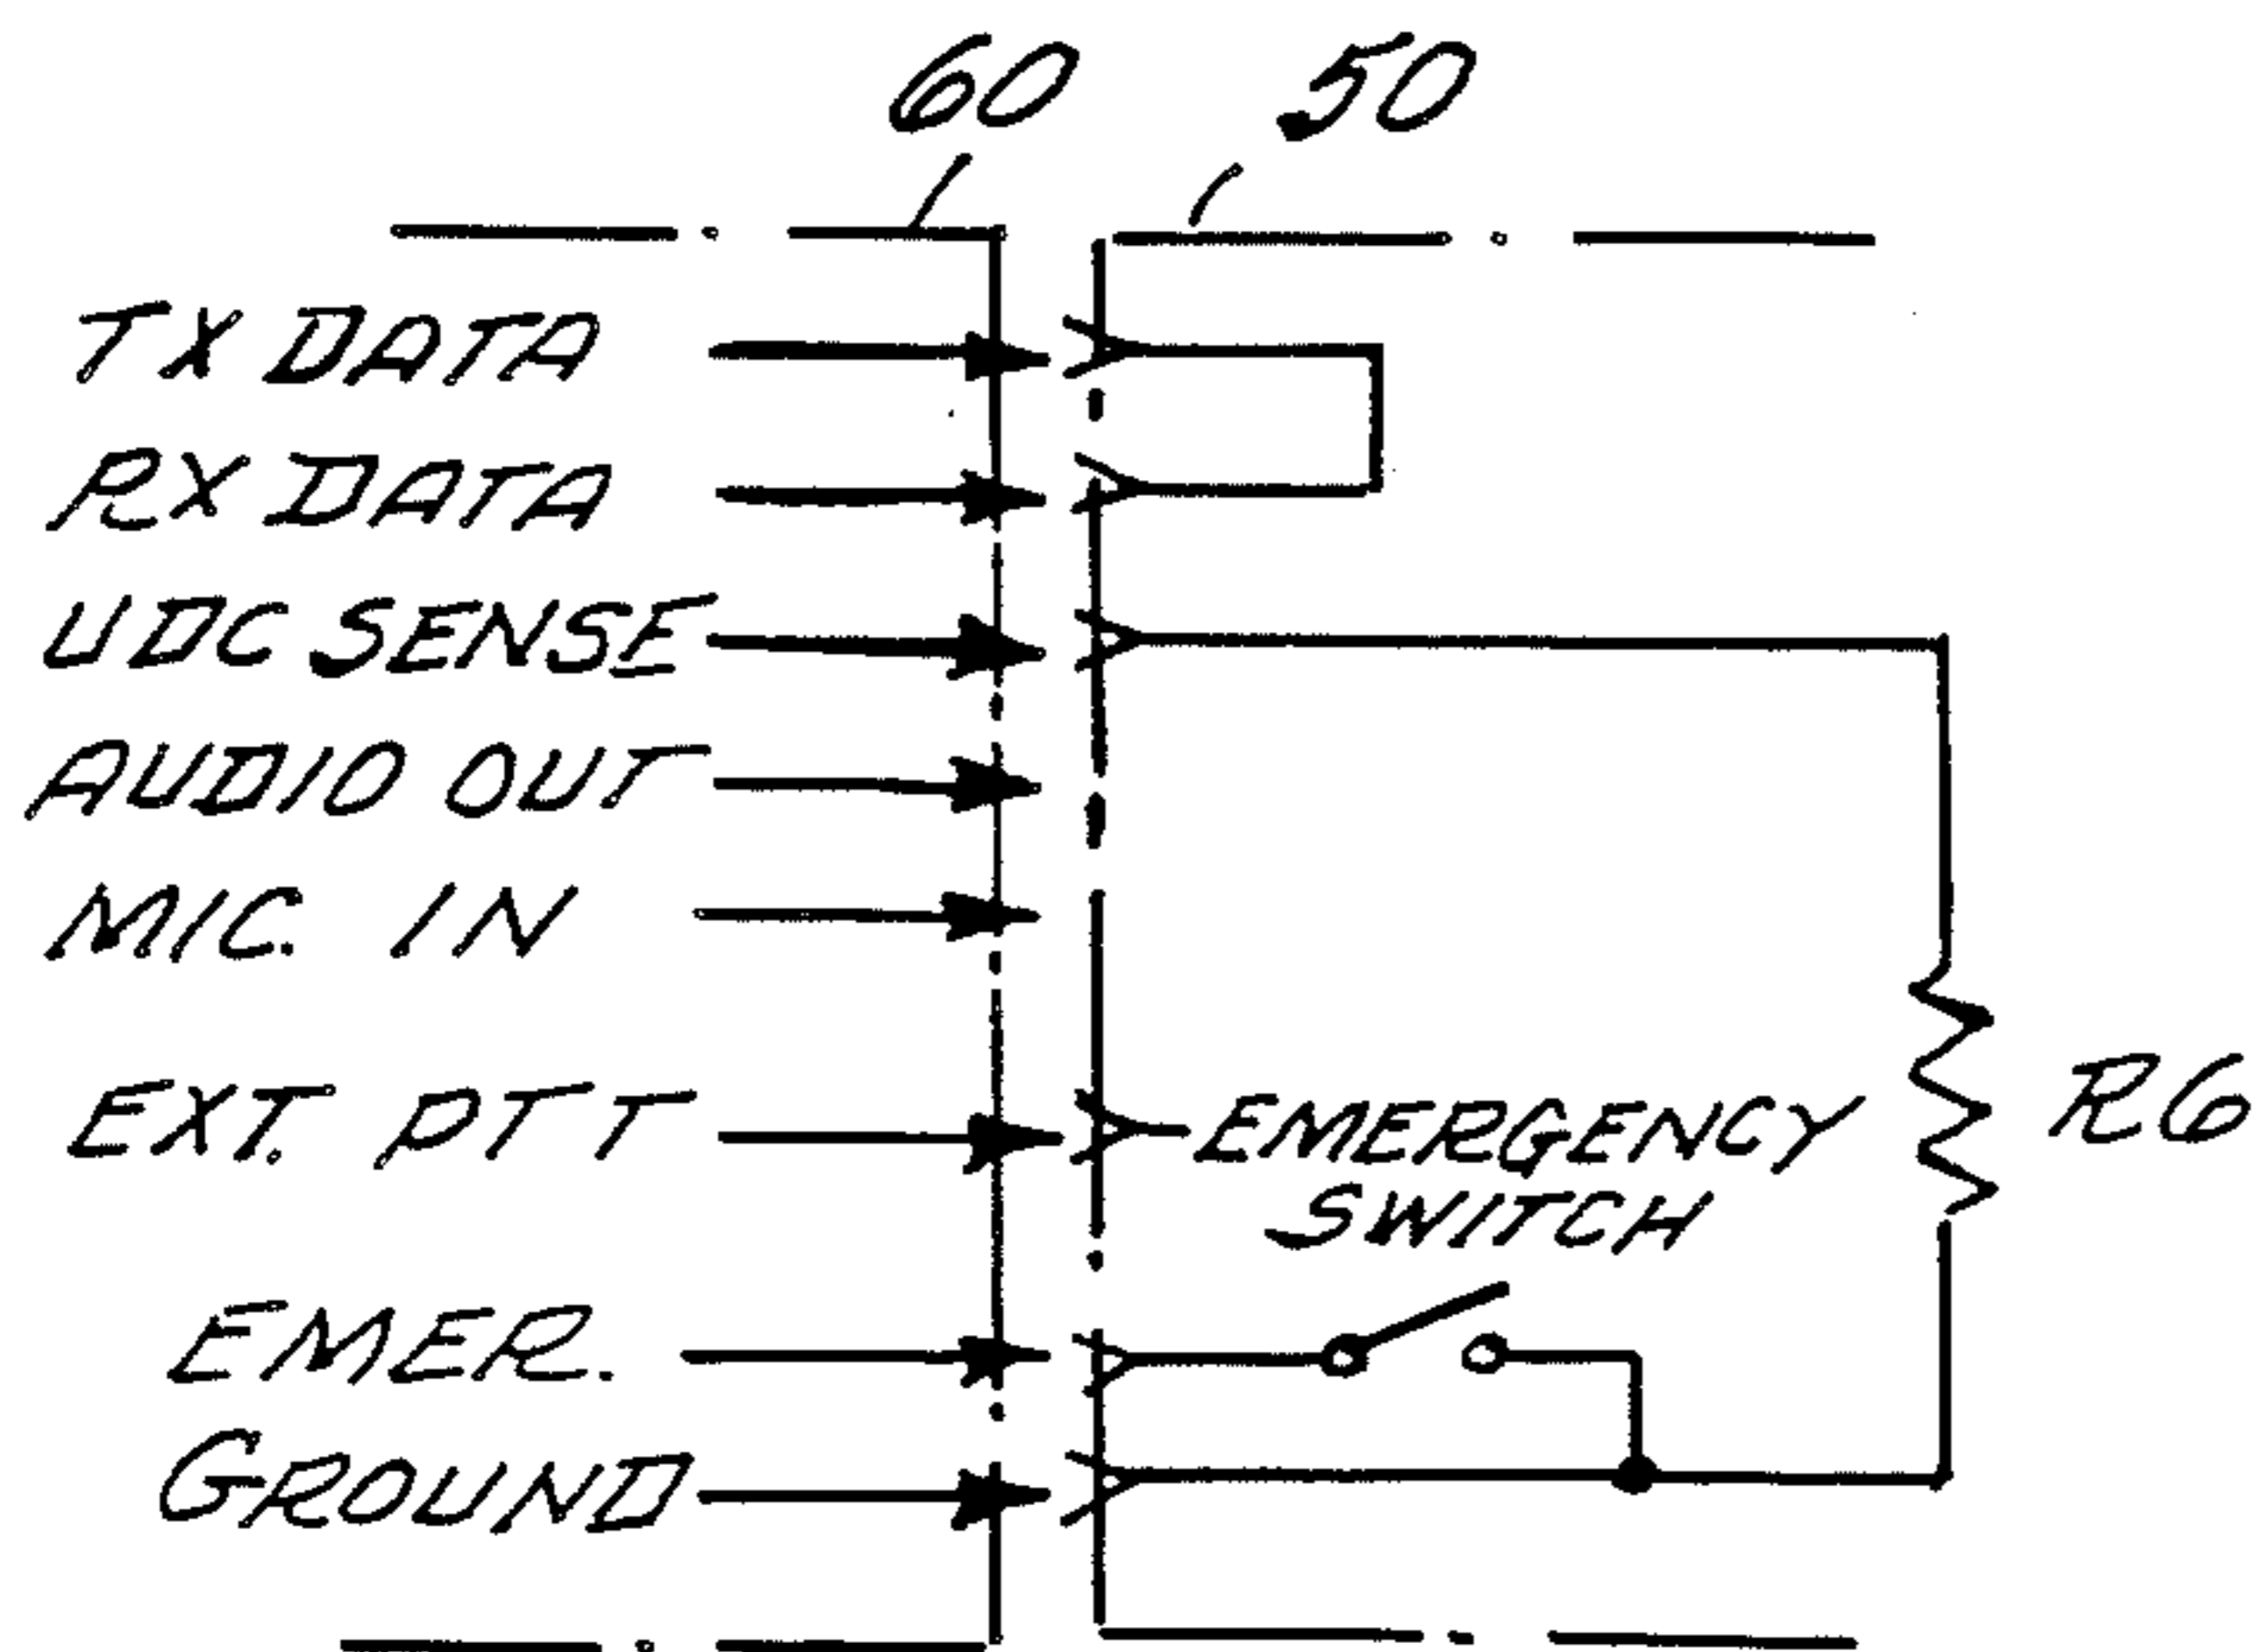 60 50
TX DATA
RX DATA
UDC SENSE
AUDIO OUT
MIC. IN
EXT. PTT
EMERGENCY
SWITCH
R6
EMER.
GROUND